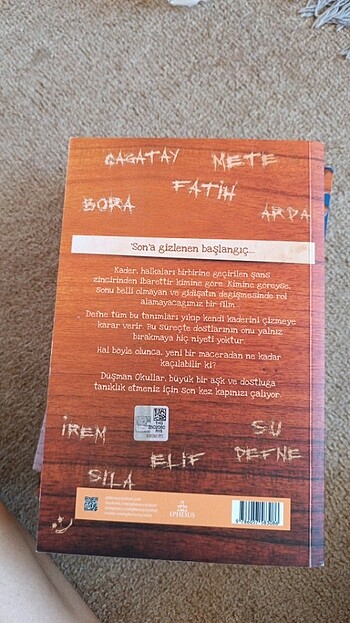 ÇAGATAY METE
FATİH
BORA
ARDA
'Son'a gizlenen başlangıç...
Kader, halkaları birbirine geçirilen şans
zincirinden ibarettir kimine göre. Kimine göreyse,
sonu belli olmayan ve gidişatın değişmesinde rol
alamayacağımız bir film.
Defne tüm bu tanımları yıkıp kendi kaderini çizmeye
karar verir. Bu süreçte dostlarının onu yalnız
bırakmaya hiç niyeti yoktur.
Hal böyle olunca, yeni bir maceradan ne kadar
kaçılabilir ki?
Düşman Okullar, büyük bir aşk ve dostluğa
tanıklık etmeniz için son kez kapınızı çalıyor.
İREM
SU
ELİF
DEFNE
SILA
EPHESUS